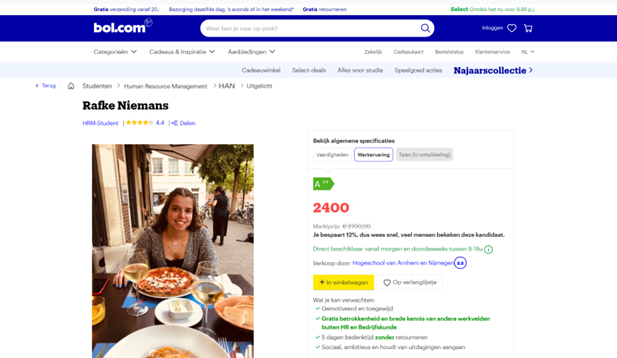 Gratis verzending vanaf 20,- Bezorging dezelfde dag, 's avonds of in het weekend* Gratis retourneren Select Ontdek het nu voor 9,99 p.j.
bol.com
Waar ben je naar op zoek?
Inloggen
Categorieën Cadeaus & Inspiratie Aanbiedingen Zakelijk Cadeaukaart Bestelstatus Klantenservice NL
Cadeauwinkel Select-deals Alles voor studie Speelgoed acties Najaarscollectie
Terug Studenten Human Resource Management HAN Uitgelicht
Rafke Niemans
HRM-Student | 4.4 | Delen
Bekijk algemene specificaties
Vaardigheden Werkervaring Talen (in ontwikkeling)
A++
2400
Marktprijs € 2700,00
Je bespaart 12%, dus wees snel, veel mensen bekeken deze kandidaat.
Direct beschikbaar vanaf morgen en doordeweeks tussen 8-18u
Verkoop door: Hogeschool van Arnhem en Nijmegen 8.8
+ In winkelwagen Op verlanglijstje
Wat je kan verwachten:
Gemotiveerd en toegewijd
Gratis betrokkenheid en brede kennis van andere werkvelden
buiten HR en Bedrijfskunde
5 dagen bedenktijd zonder retourneren
Sociaal, ambitieus en houdt van uitdagingen aangaan